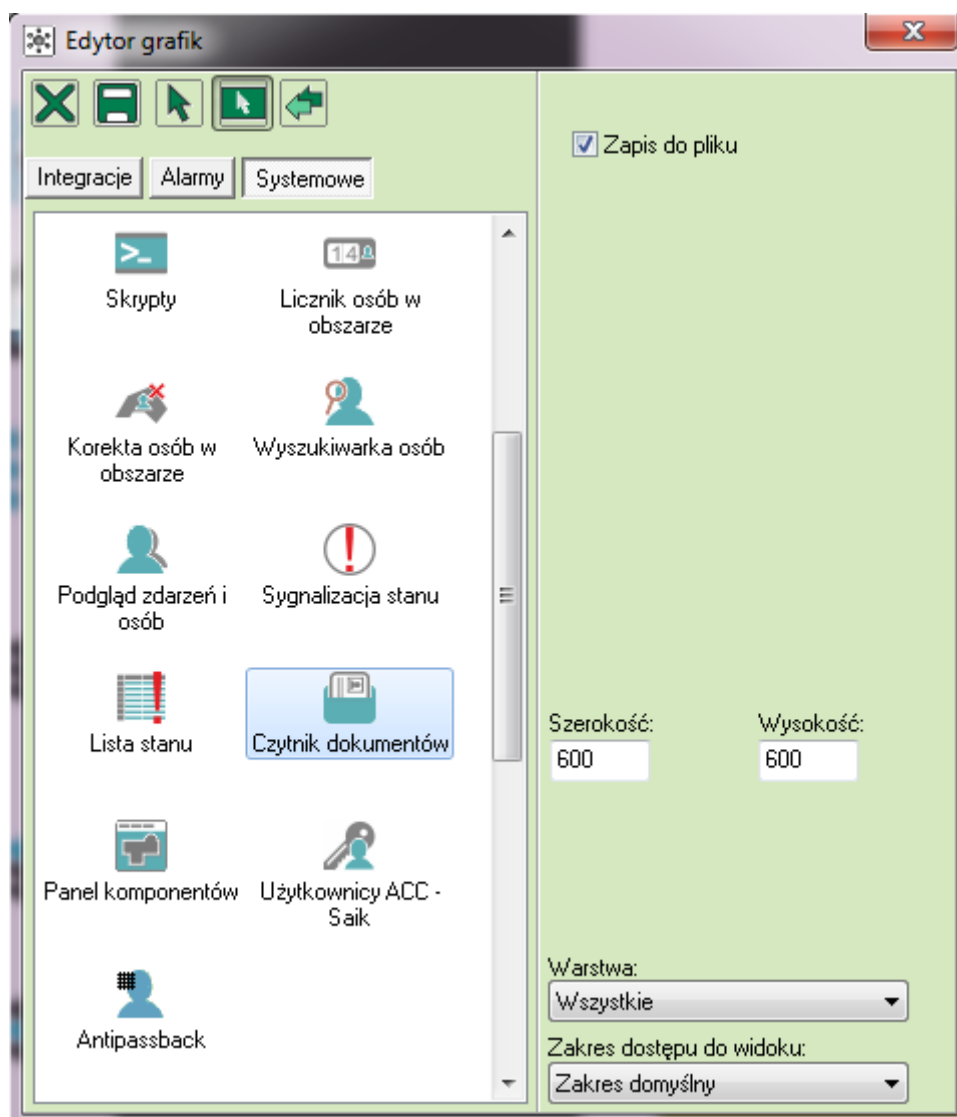 Edytor grafik
Zapis do pliku
Integracje
Alarmy
Systemowe
>_
Skrypty
14
Licznik osób w
obszarze
Korekta osób w
obszarze
Wyszukiwarka osób
Podgląd zdarzeń i
osób
Sygnalizacja stanu
Lista stanu
Czytnik dokumentów
Panel komponentów
Użytkownicy ACC -
Saik
Antipassback
Szerokość:
Wysokość:
600
600
Warstwa:
Wszystkie
Zakres dostępu do widoku:
Zakres domyślny